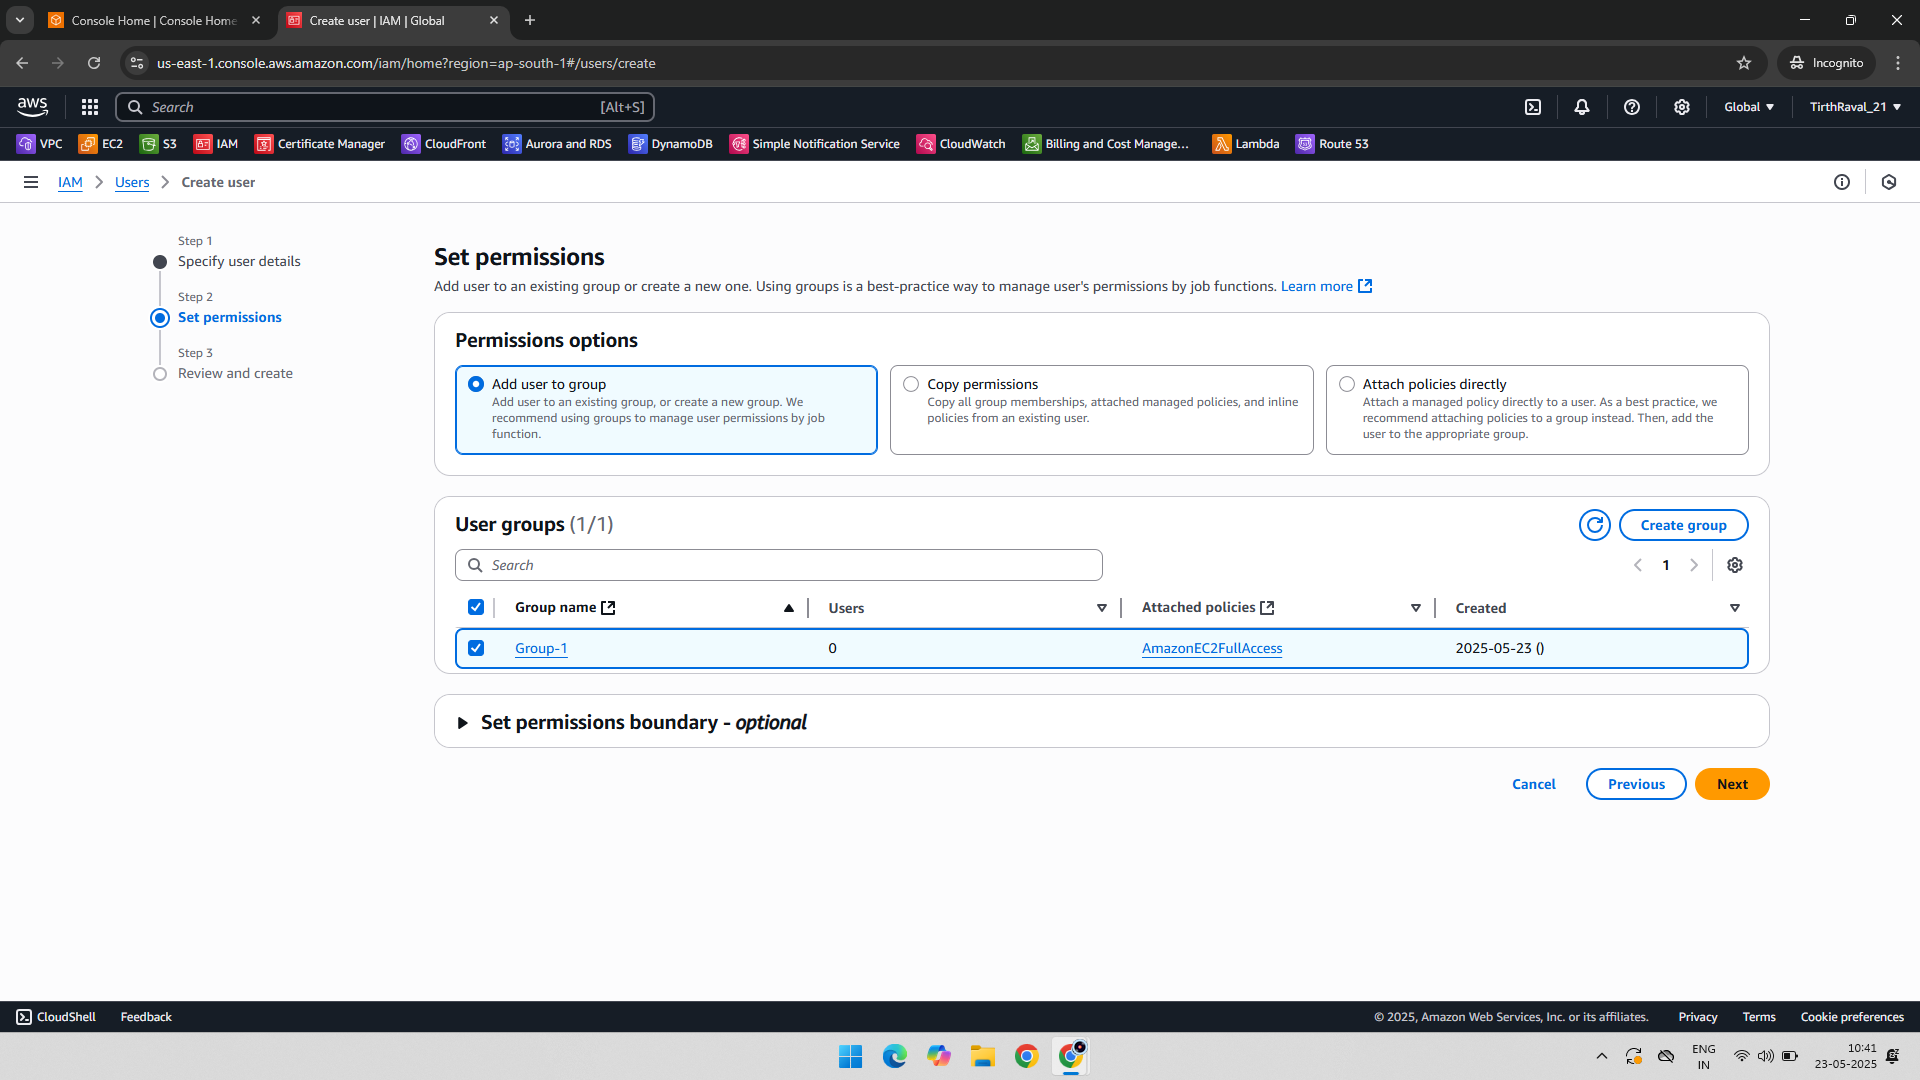 Console Home | Console Home
Create user | IAM | Global
us-east-1.console.aws.amazon.com/iam/home?region=ap-south-1#/users/create
Incognito
aws
Search
[Alt+S]
Global
TirthRaval_21
VPC
EC2
S3
IAM
Certificate Manager
CloudFront
Aurora and RDS
DynamoDB
Simple Notification Service
CloudWatch
Billing and Cost Manage...
Lambda
Route 53
IAM
Users
Create user
Step 1
Specify user details
Step 2
Set permissions
Step 3
Review and create
Set permissions
Add user to an existing group or create a new one. Using groups is a best-practice way to manage user's permissions by job functions. Learn more
Permissions options
Add user to group
Add user to an existing group, or create a new group. We
recommend using groups to manage user permissions by job
function.
Copy permissions
Copy all group memberships, attached managed policies, and inline
policies from an existing user.
Attach policies directly
Attach a managed policy directly to a user. As a best practice, we
recommend attaching policies to a group instead. Then, add the
user to the appropriate group.
User groups (1/1)
Create group
Search
1
Group name
Users
Attached policies
Created
Group-1
0
AmazonEC2FullAccess
2025-05-23 ()
Set permissions boundary - optional
Cancel
Previous
Next
CloudShell
Feedback
© 2025, Amazon Web Services, Inc. or its affiliates.
Privacy
Terms
Cookie preferences
ENG
IN
10:41
23-05-2025